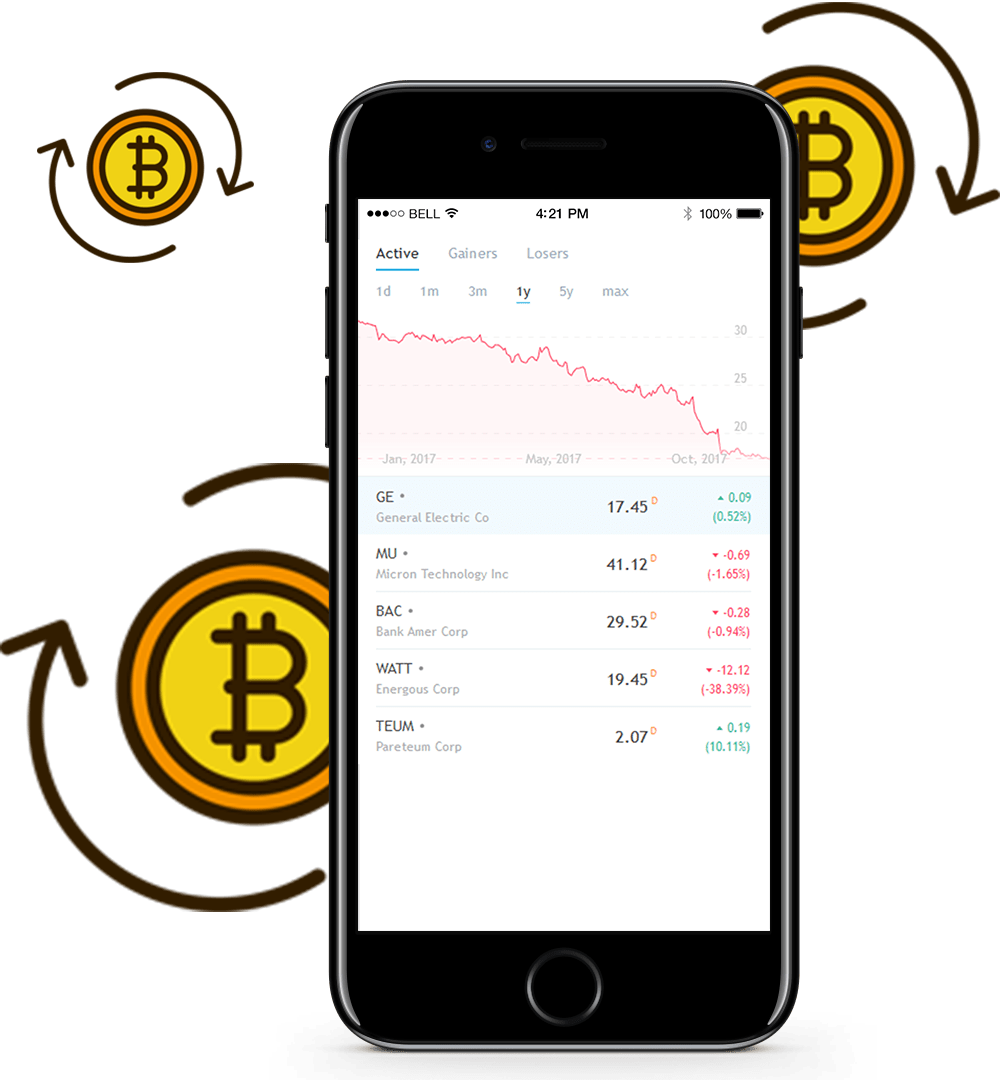 BELL 4:21 PM 100%
Active Gainers Losers
1d 1m 3m 1y 5y max
30
25
20
Jan, 2017 May, 2017 Oct, 2017
GE • 17.45 D ▲ 0.09
General Electric Co (0.52%)
MU • 41.12 D ▼ -0.69
Micron Technology Inc (-1.65%)
BAC • 29.52 D ▼ -0.28
Bank Amer Corp (-0.94%)
WATT • 19.45 D ▼ -12.12
Energous Corp (-38.39%)
TEUM • 2.07 D ▲ 0.19
Pareteum Corp (10.11%)